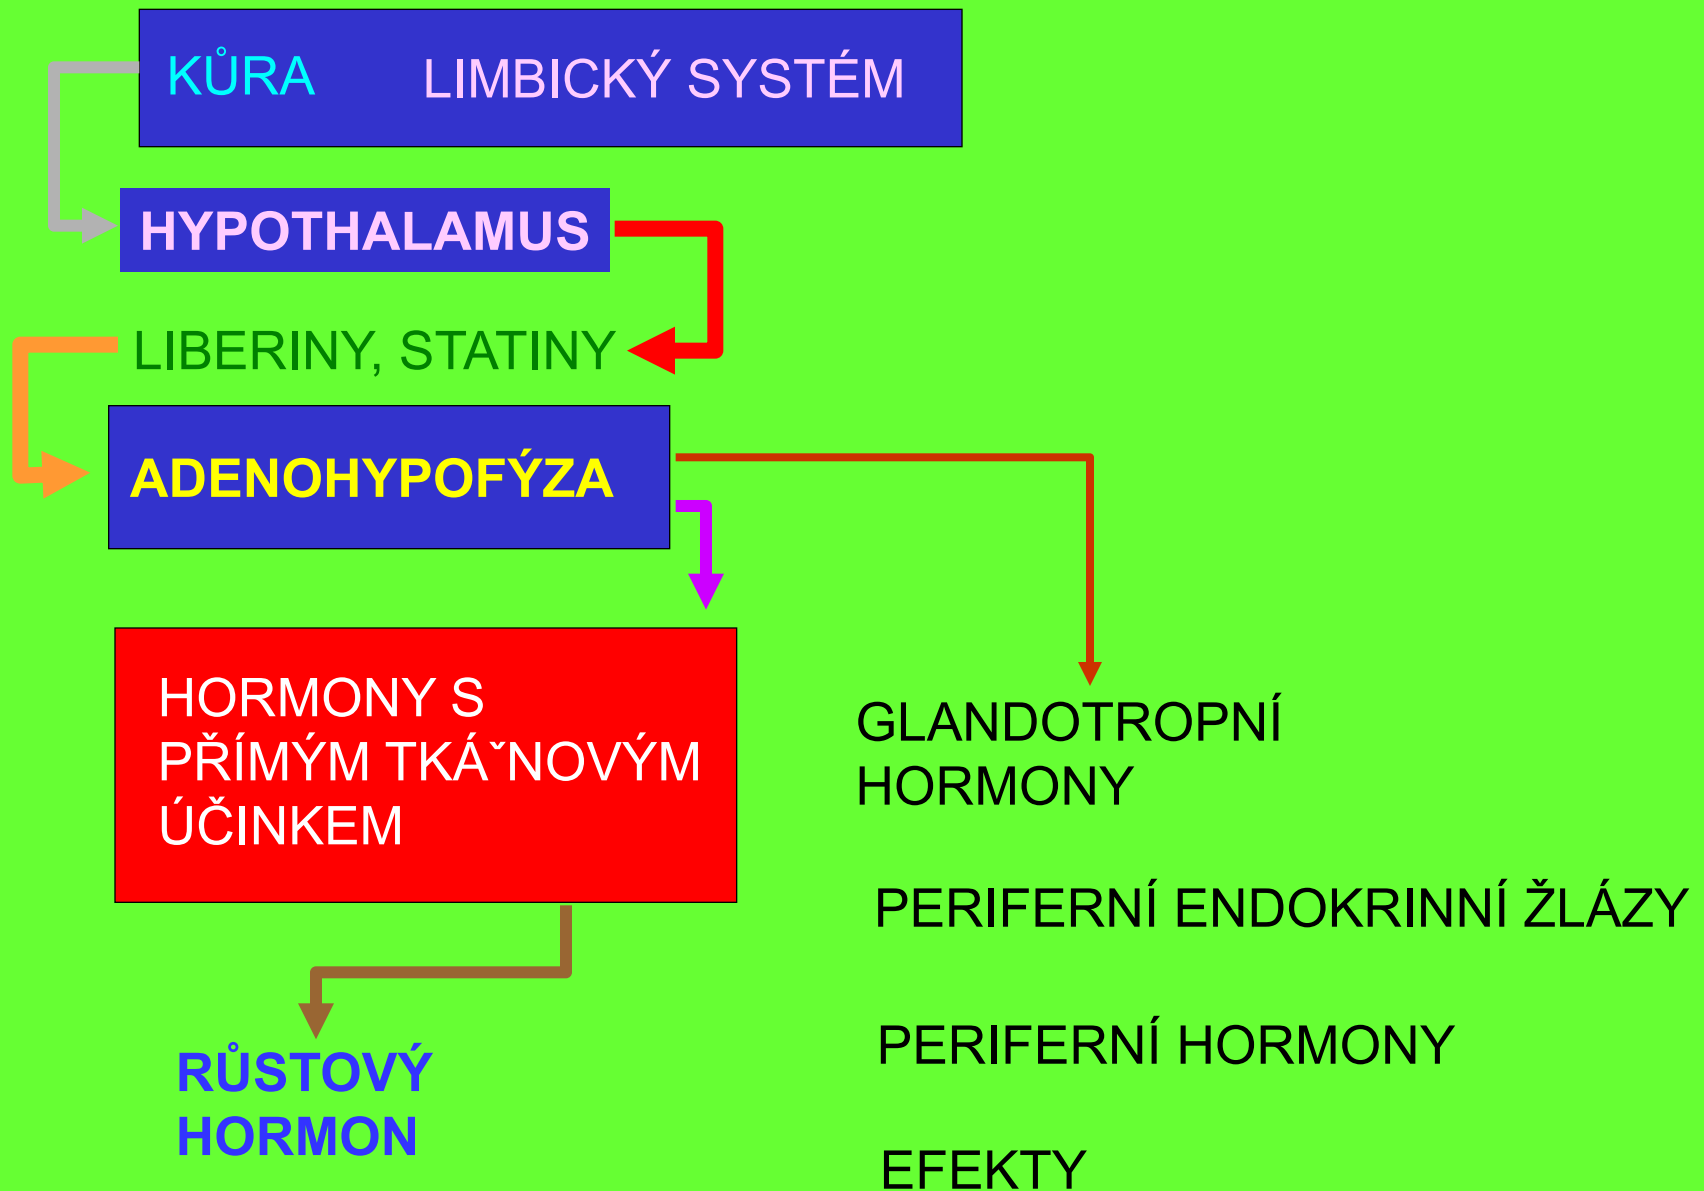 KŮRA LIMBICKÝ SYSTÉM
HYPOTHALAMUS
LIBERINY, STATINY
ADENOHYPOFÝZA
HORMONY S
PŘÍMÝM TKÁˇNOVÝM
ÚČINKEM
GLANDOTROPNÍ
HORMONY
PERIFERNÍ ENDOKRINNÍ ŽLÁZY
PERIFERNÍ HORMONY
EFEKTY
RŮSTOVÝ
HORMON